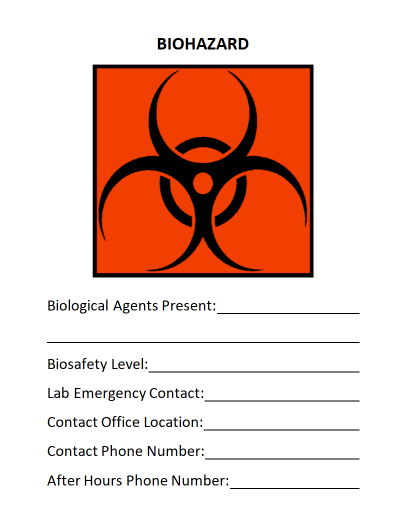 BIOHAZARD
Biological Agents Present:
Biosafety Level:
Lab Emergency Contact:
Contact Office Location:
Contact Phone Number:
After Hours Phone Number: